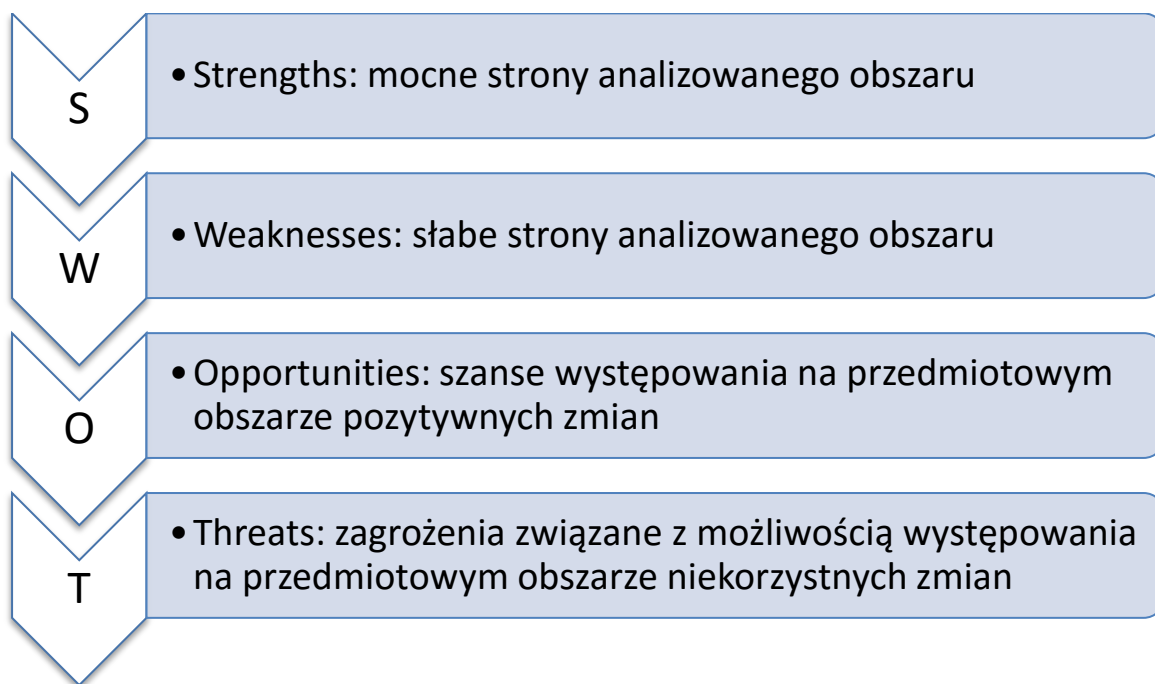 S
• Strengths: mocne strony analizowanego obszaru
W
• Weaknesses: słabe strony analizowanego obszaru
O
• Opportunities: szanse występowania na przedmiotowym
obszarze pozytywnych zmian
T
• Threats: zagrożenia związane z możliwością występowania
na przedmiotowym obszarze niekorzystnych zmian